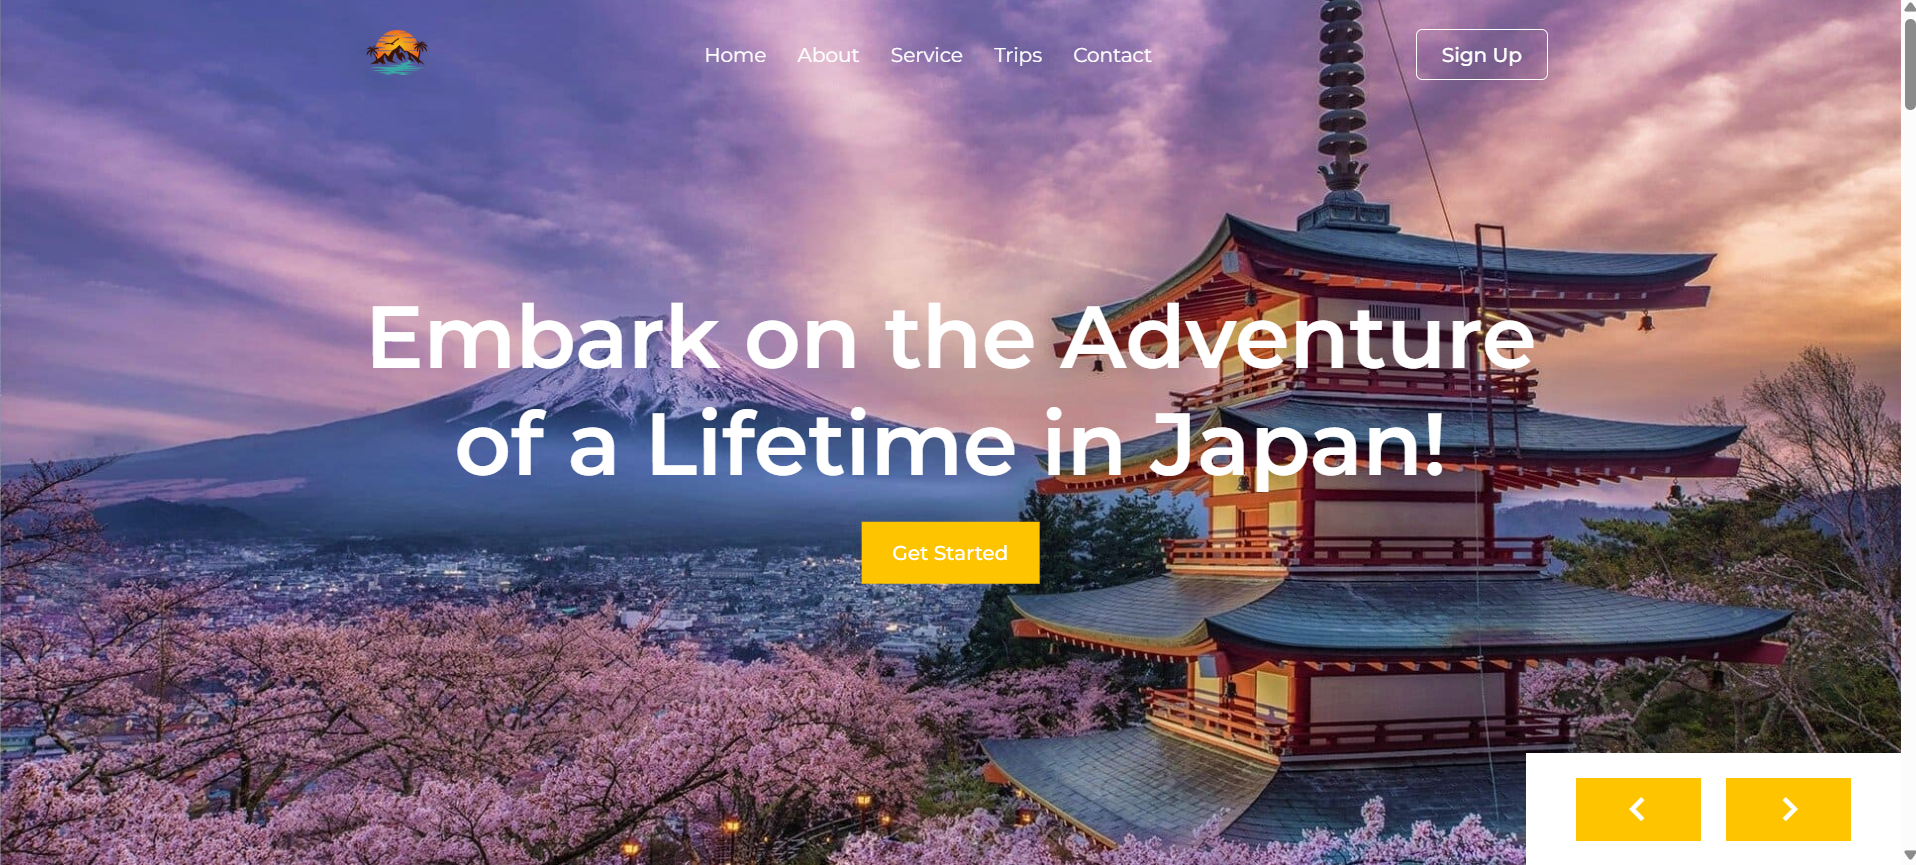 Home About Service Trips Contact Sign Up
Embark on the Adventure
of a Lifetime in Japan!
Get Started